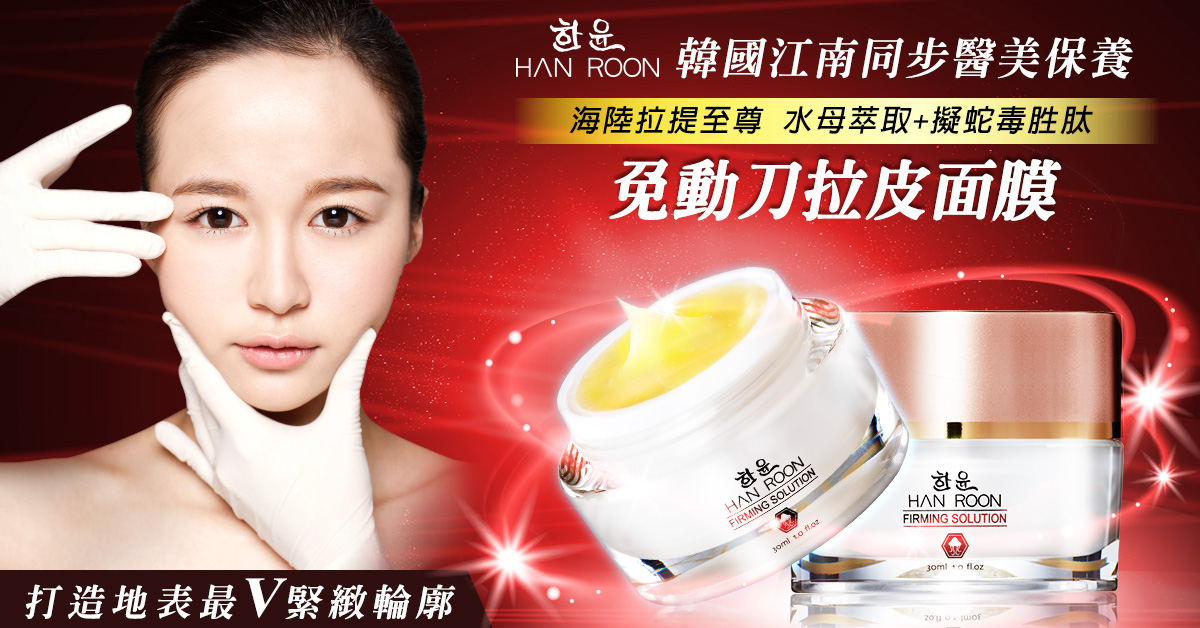 한윤
HAN ROON
韓國江南同步醫美保養
海陸拉提至尊 水母萃取+擬蛇毒胜肽
免動刀拉皮面膜
한윤
HAN ROON
FIRMING SOLUTION
30ml 1.0 fl.oz
한윤
HAN ROON
FIRMING SOLUTION
30ml 1.0 fl.oz
打造地表最V緊緻輪廓